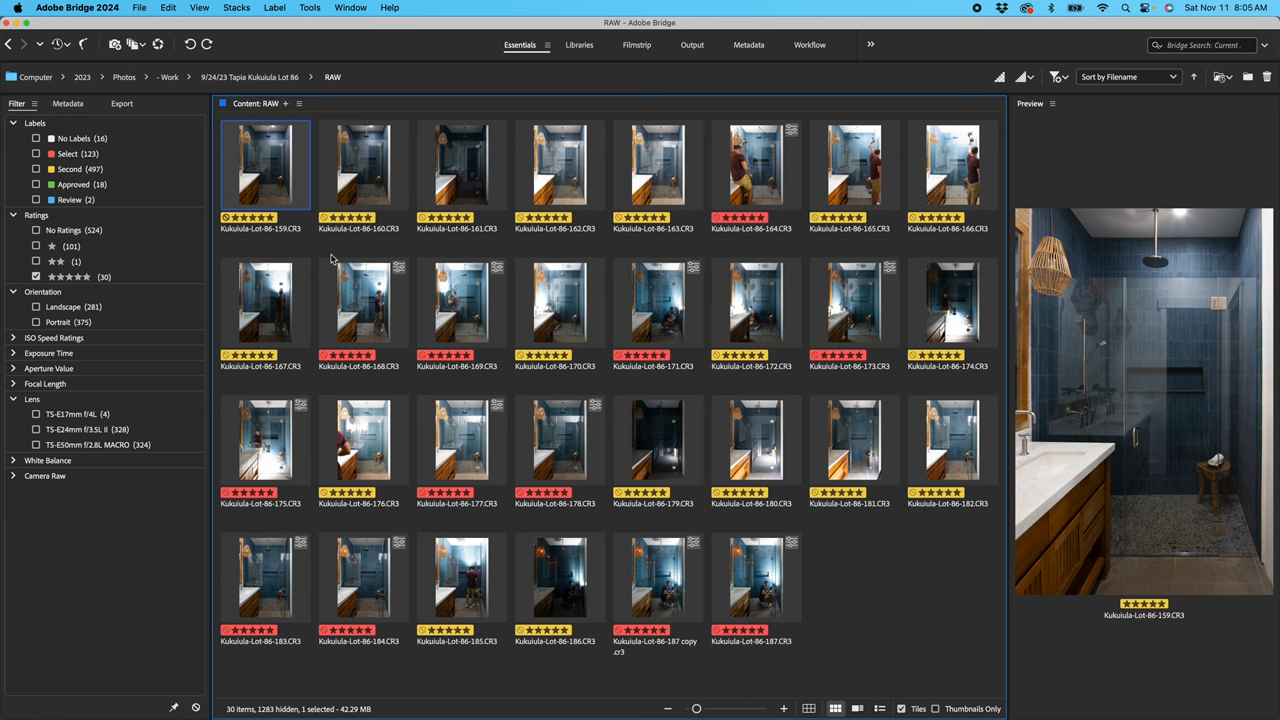 Adobe Bridge 2024 File Edit View Stacks Label Tools Window Help Sat Nov 11 8:05 AM
RAW – Adobe Bridge
Essentials Libraries Filmstrip Output Metadata Workflow Bridge Search: Current .
Computer 2023 Photos - Work 9/24/23 Tapia Kukuiula Lot 86 RAW Sort by Filename
Filter Metadata Export
Labels
No Labels (16)
Select (123)
Second (497)
Approved (18)
Review (2)
Ratings
No Ratings (524)
(101)
(1)
(30)
Orientation
Landscape (281)
Portrait (375)
ISO Speed Ratings
Exposure Time
Aperture Value
Focal Length
Lens
TS-E17mm f/4L (4)
TS-E24mm f/3.5L II (328)
TS-E50mm f/2.8L MACRO (324)
White Balance
Camera Raw
Content: RAW
Kukuiula-Lot-86-159.CR3 Kukuiula-Lot-86-160.CR3 Kukuiula-Lot-86-161.CR3 Kukuiula-Lot-86-162.CR3 Kukuiula-Lot-86-163.CR3 Kukuiula-Lot-86-164.CR3 Kukuiula-Lot-86-165.CR3 Kukuiula-Lot-86-166.CR3
Kukuiula-Lot-86-167.CR3 Kukuiula-Lot-86-168.CR3 Kukuiula-Lot-86-169.CR3 Kukuiula-Lot-86-170.CR3 Kukuiula-Lot-86-171.CR3 Kukuiula-Lot-86-172.CR3 Kukuiula-Lot-86-173.CR3 Kukuiula-Lot-86-174.CR3
Kukuiula-Lot-86-175.CR3 Kukuiula-Lot-86-176.CR3 Kukuiula-Lot-86-177.CR3 Kukuiula-Lot-86-178.CR3 Kukuiula-Lot-86-179.CR3 Kukuiula-Lot-86-180.CR3 Kukuiula-Lot-86-181.CR3 Kukuiula-Lot-86-182.CR3
Kukuiula-Lot-86-183.CR3 Kukuiula-Lot-86-184.CR3 Kukuiula-Lot-86-185.CR3 Kukuiula-Lot-86-186.CR3 Kukuiula-Lot-86-187 copy Kukuiula-Lot-86-187.CR3
.cr3
30 items, 1283 hidden, 1 selected - 42.29 MB Tiles Thumbnails Only
Preview
Kukuiula-Lot-86-159.CR3